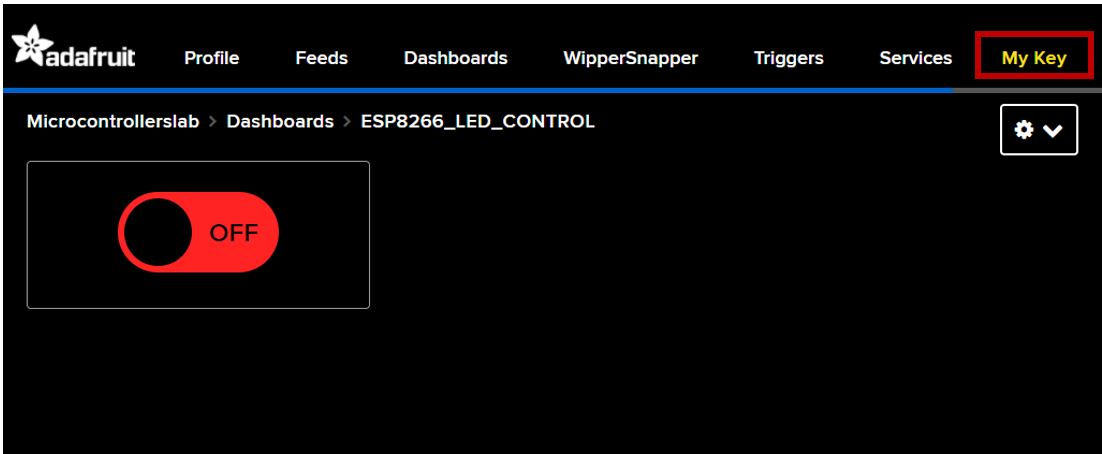 adafruit Profile Feeds Dashboards WipperSnapper Triggers Services My Key
Microcontrollerslab > Dashboards > ESP8266_LED_CONTROL
OFF